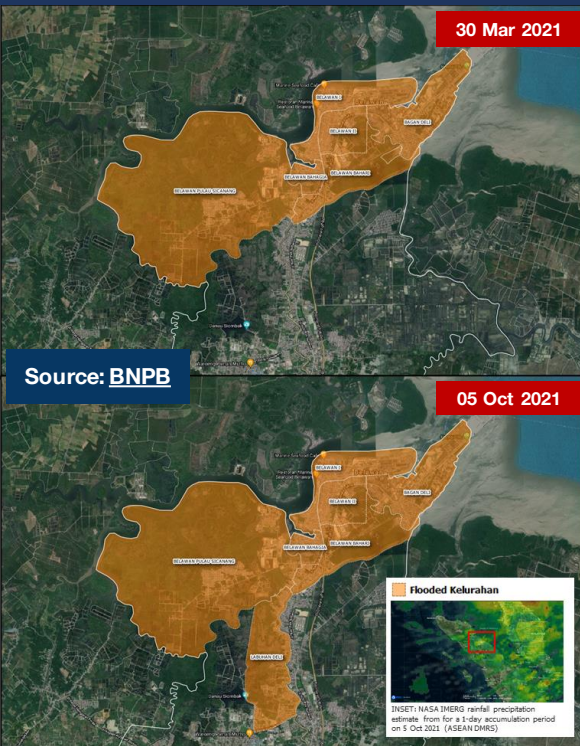 30 Mar 2021
BELAWAN I
BELAWAN II
BAGAN DELI
BELAWAN BAHAGIA
BELAWAN BAHARI
BELAWAN PULAU SICANANG
Source: BNPB
05 Oct 2021
BELAWAN I
BELAWAN II
BAGAN DELI
BELAWAN BAHARI
BELAWAN BAHAGIA
BELAWAN PULAU SICANANG
LABUHAN DELI
Flooded Kelurahan
INSET: NASA IMERG rainfall precipitation
estimate from for a 1-day accumulation period
on 5 Oct 2021 (ASEAN DMRS)